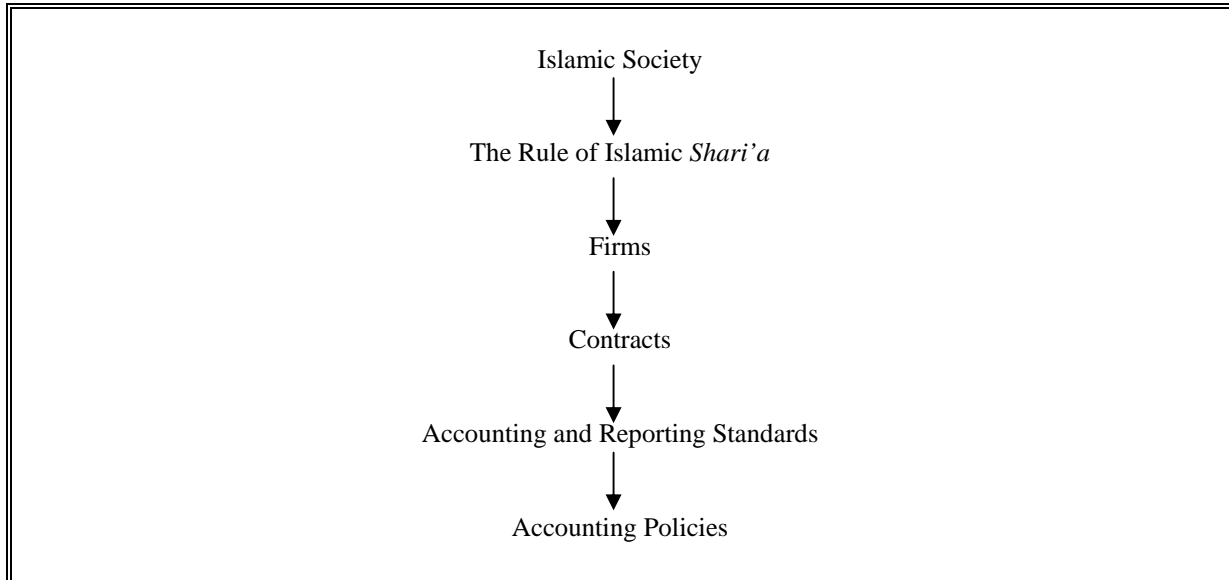 Islamic Society
The Rule of Islamic Shari’a
Firms
Contracts
Accounting and Reporting Standards
Accounting Policies